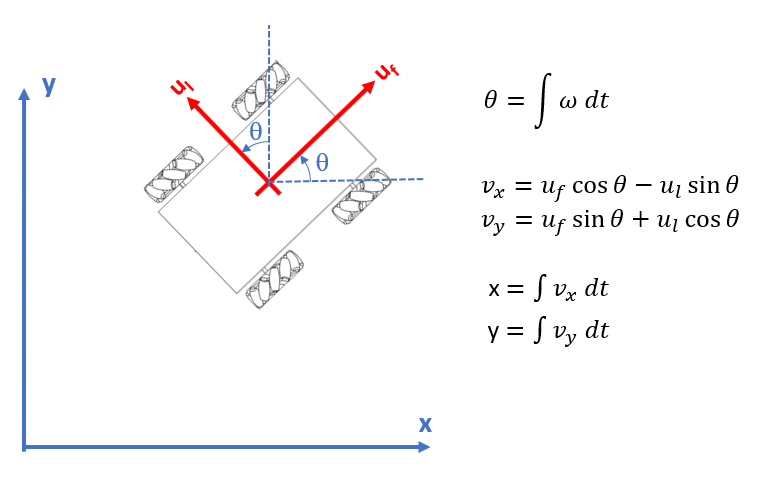 y
u_l
u_f
θ
θ
x
θ = ∫ ω dt
v_x = u_f cos θ − u_l sin θ
v_y = u_f sin θ + u_l cos θ
x = ∫ v_x dt
y = ∫ v_y dt